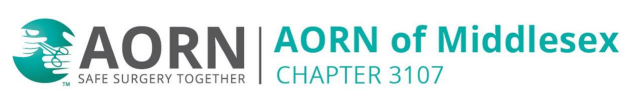 AORN
SAFE SURGERY TOGETHER
TM
AORN of Middlesex
CHAPTER 3107